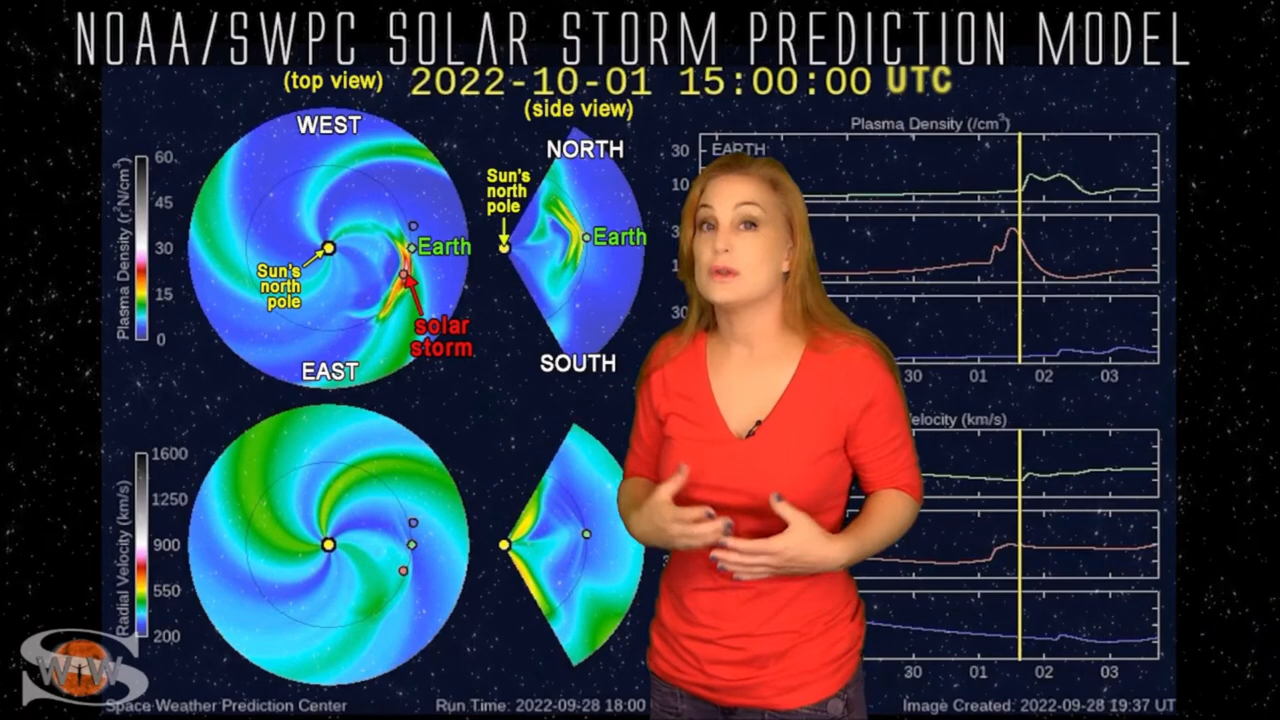 NOAA/SWPC SOLAR STORM PREDICTION MODEL
(top view)
2022-10-01 15:00:00 UTC
(side view)
WEST
NORTH
Plasma Density (/cm³)
Plasma Density (r²N/cm³)
60
45
30
15
0
Sun's
north
pole
Earth
solar
storm
EAST
Sun's
north
pole
Earth
SOUTH
30
EARTH
10
3
1
30
30
01
02
03
elocity (km/s)
Radial Velocity (km/s)
1600
1250
900
550
200
30
01
02
03
S
WTW
Space Weather Prediction Center
Run Time: 2022-09-28 18:00
Image Created: 2022-09-28 19:37 UT